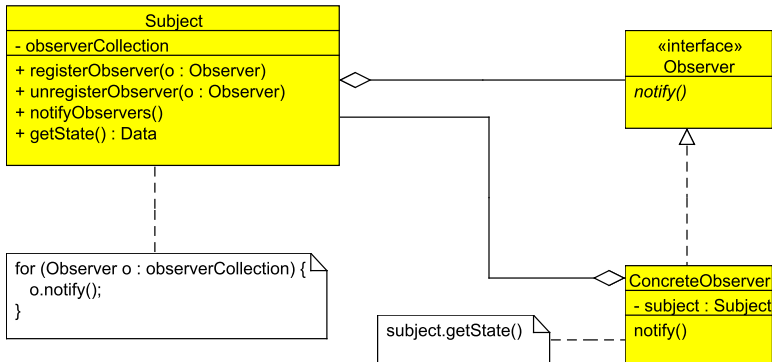 Subject
- observerCollection
+ registerObserver(o : Observer)
+ unregisterObserver(o : Observer)
+ notifyObservers()
+ getState() : Data
«interface»
Observer
notify()
for (Observer o : observerCollection) {
o.notify();
}
ConcreteObserver
- subject : Subject
notify()
subject.getState()